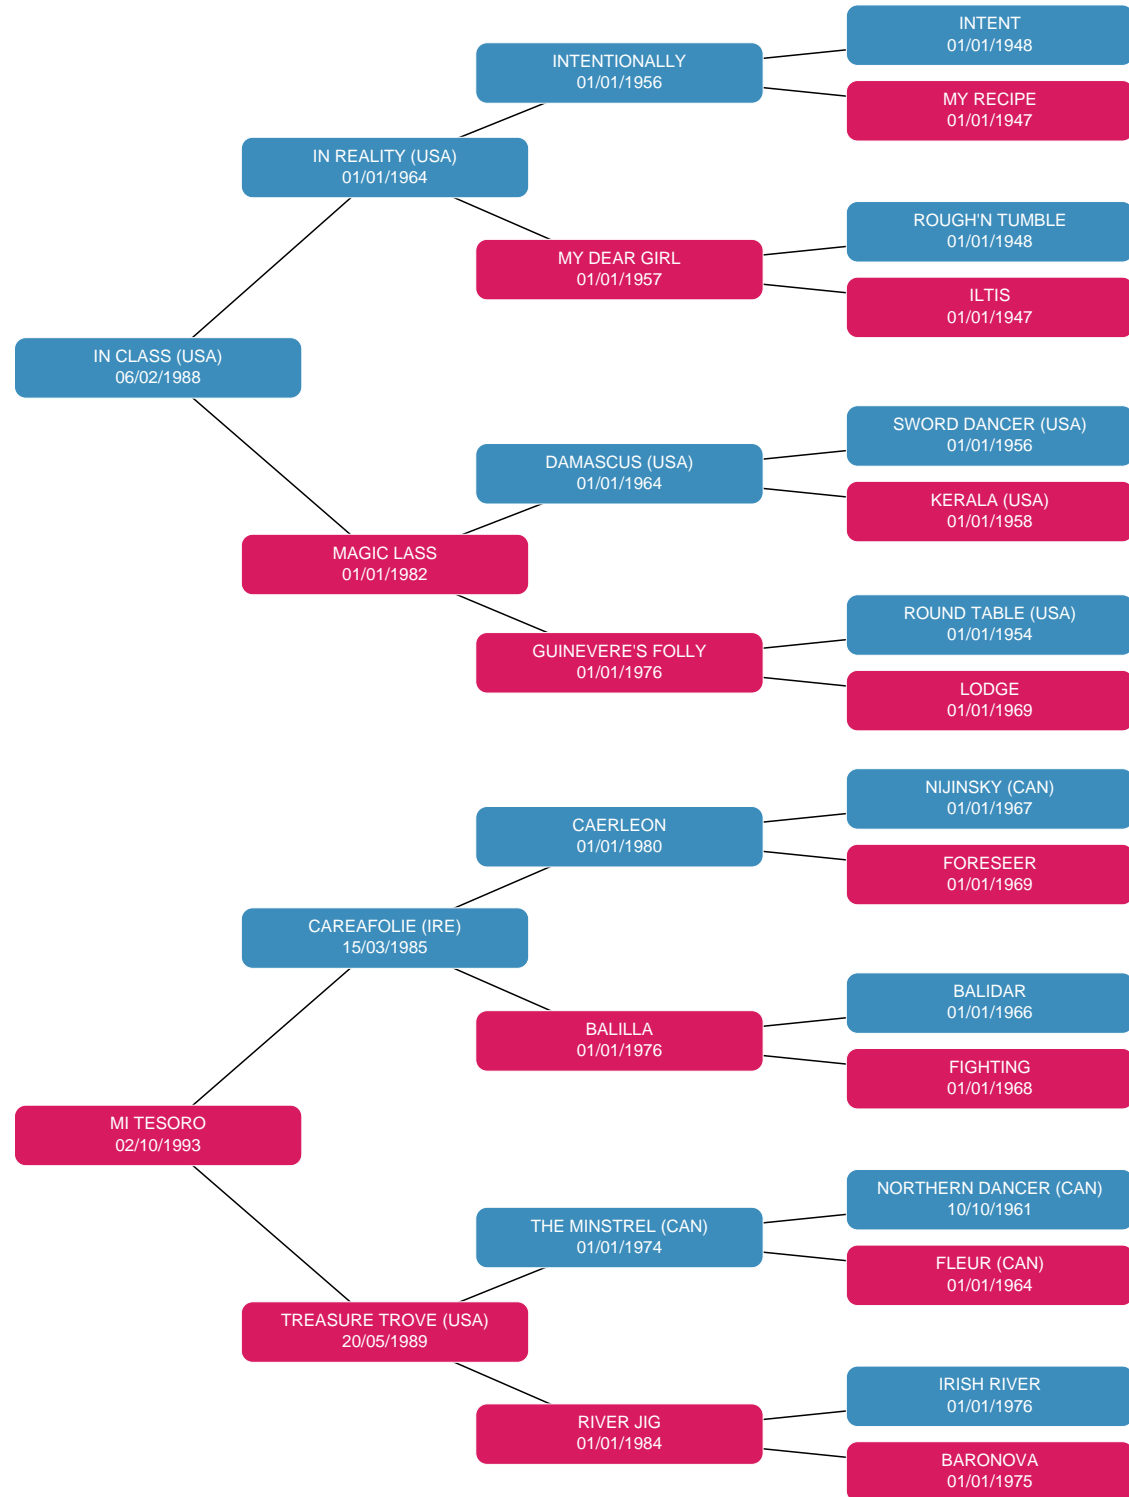 INTENT
01/01/1948
INTENTIONALLY
01/01/1956
MY RECIPE
01/01/1947
IN REALITY (USA)
01/01/1964
ROUGH'N TUMBLE
01/01/1948
MY DEAR GIRL
01/01/1957
ILTIS
01/01/1947
IN CLASS (USA)
06/02/1988
SWORD DANCER (USA)
01/01/1956
DAMASCUS (USA)
01/01/1964
KERALA (USA)
01/01/1958
MAGIC LASS
01/01/1982
ROUND TABLE (USA)
01/01/1954
GUINEVERE'S FOLLY
01/01/1976
LODGE
01/01/1969
NIJINSKY (CAN)
01/01/1967
CAERLEON
01/01/1980
FORESEER
01/01/1969
CAREAFOLIE (IRE)
15/03/1985
BALIDAR
01/01/1966
BALILLA
01/01/1976
FIGHTING
01/01/1968
MI TESORO
02/10/1993
NORTHERN DANCER (CAN)
10/10/1961
THE MINSTREL (CAN)
01/01/1974
FLEUR (CAN)
01/01/1964
TREASURE TROVE (USA)
20/05/1989
IRISH RIVER
01/01/1976
RIVER JIG
01/01/1984
BARONOVA
01/01/1975